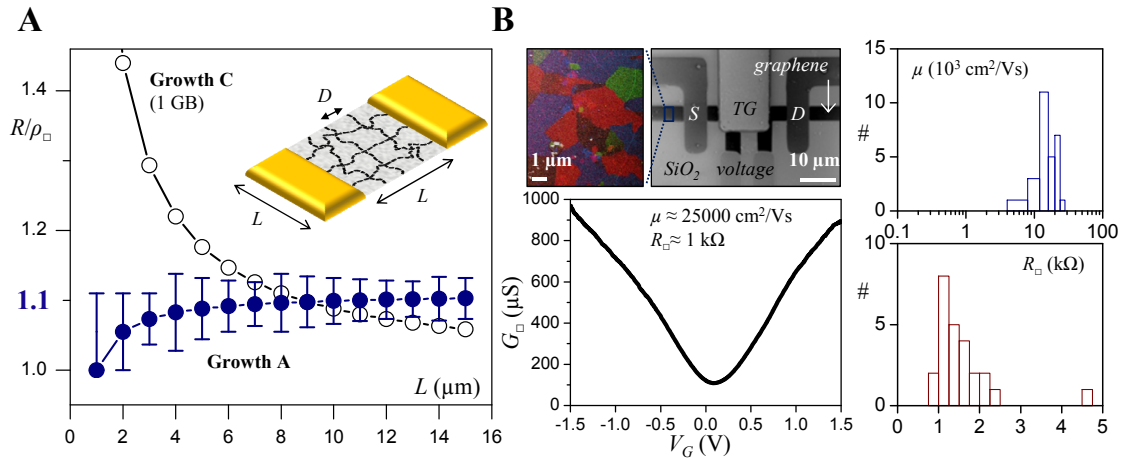 A
R/ρ□
1.4
1.3
1.2
1.1
1.0
Growth C
(1 GB)
D
L
L
Growth A
L (µm)
0 2 4 6 8 10 12 14 16
B
1 µm
graphene
S TG D
SiO2 voltage 10 µm
µ ≈ 25000 cm²/Vs
R□≈ 1 kΩ
G□ (µS)
1000
800
600
400
200
0
-1.5 -1.0 -0.5 0.0 0.5 1.0 1.5
VG (V)
µ (10³ cm²/Vs)
#
15
10
5
0
0.1 1 10 100
R□ (kΩ)
#
10
5
0
0 1 2 3 4 5